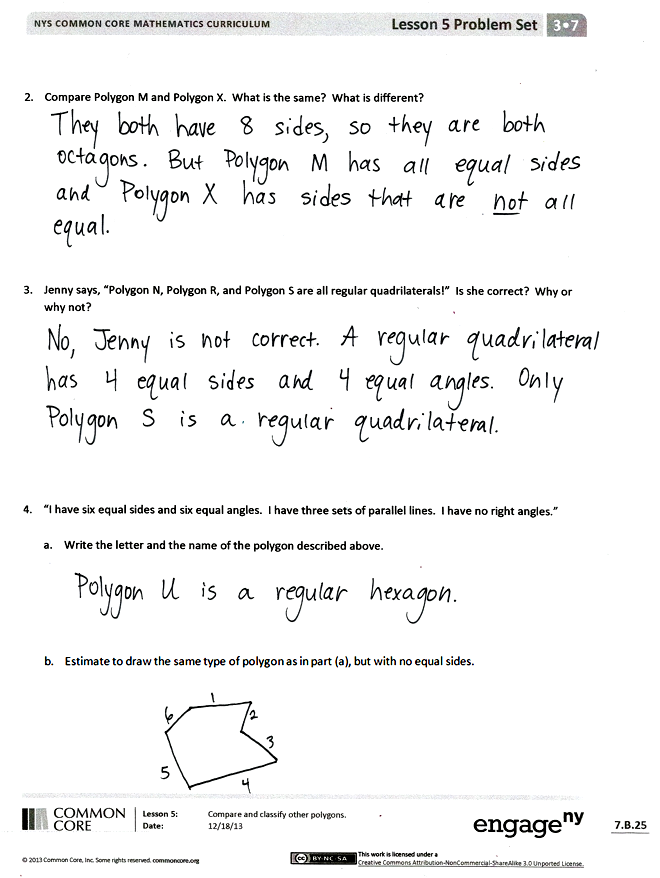 NYS COMMON CORE MATHEMATICS CURRICULUM
Lesson 5 Problem Set
3•7
2. Compare Polygon M and Polygon X. What is the same? What is different?
They both have 8 sides, so they are both
octagons. But Polygon M has all equal sides
and Polygon X has sides that are not all
equal.
3. Jenny says, "Polygon N, Polygon R, and Polygon S are all regular quadrilaterals!" Is she correct? Why or
why not?
No, Jenny is not correct. A regular quadrilateral
has 4 equal sides and 4 equal angles. Only
Polygon S is a regular quadrilateral.
4. "I have six equal sides and six equal angles. I have three sets of parallel lines. I have no right angles."
a. Write the letter and the name of the polygon described above.
Polygon U is a regular hexagon.
b. Estimate to draw the same type of polygon as in part (a), but with no equal sides.
1
2
3
4
5
6
COMMON
CORE
Lesson 5: Compare and classify other polygons.
Date: 12/18/13
engage ny
7.B.25
© 2013 Common Core, Inc. Some rights reserved. commoncore.org
(cc) BY-NC-SA
This work is licensed under a
Creative Commons Attribution-NonCommercial-ShareAlike 3.0 Unported License.